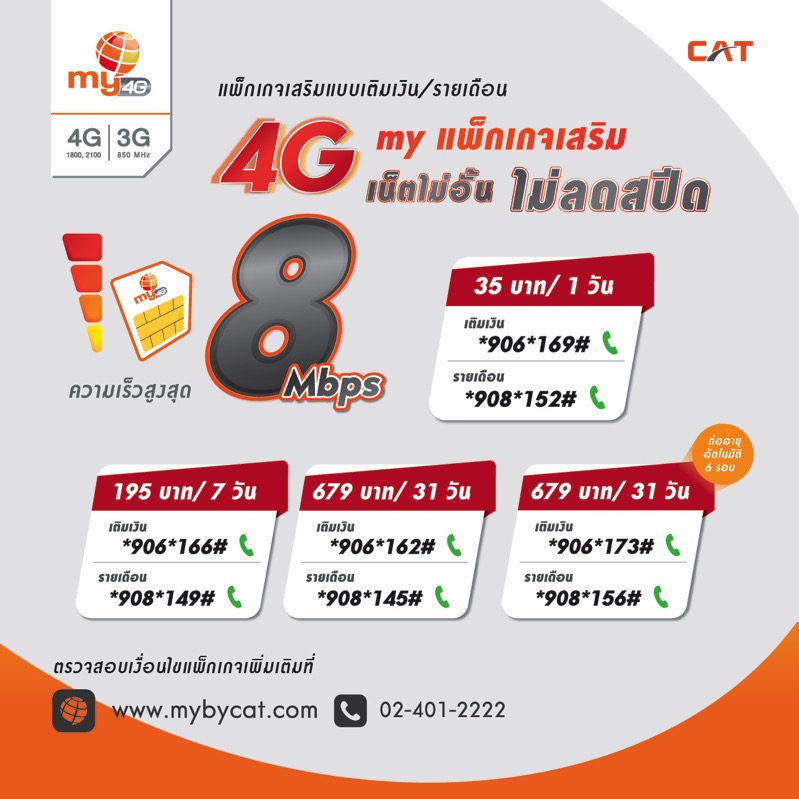 my 4G
CAT
4G 3G
1800, 2100 850 MHz
แพ็กเกจเสริมแบบเติมเงิน/รายเดือน
4G my แพ็กเกจเสริม
เน็ตไม่อั้น ไม่ลดสปีด
my 4G
ความเร็วสูงสุด
8 Mbps
35 บาท/ 1 วัน
เติมเงิน
*906*169#
รายเดือน
*908*152#
195 บาท/ 7 วัน
เติมเงิน
*906*166#
รายเดือน
*908*149#
679 บาท/ 31 วัน
เติมเงิน
*906*162#
รายเดือน
*908*145#
ต่ออายุ
อัตโนมัติ
6 รอบ
679 บาท/ 31 วัน
เติมเงิน
*906*173#
รายเดือน
*908*156#
ตรวจสอบเงื่อนไขแพ็กเกจเพิ่มเติมที่
www.mybycat.com 02-401-2222